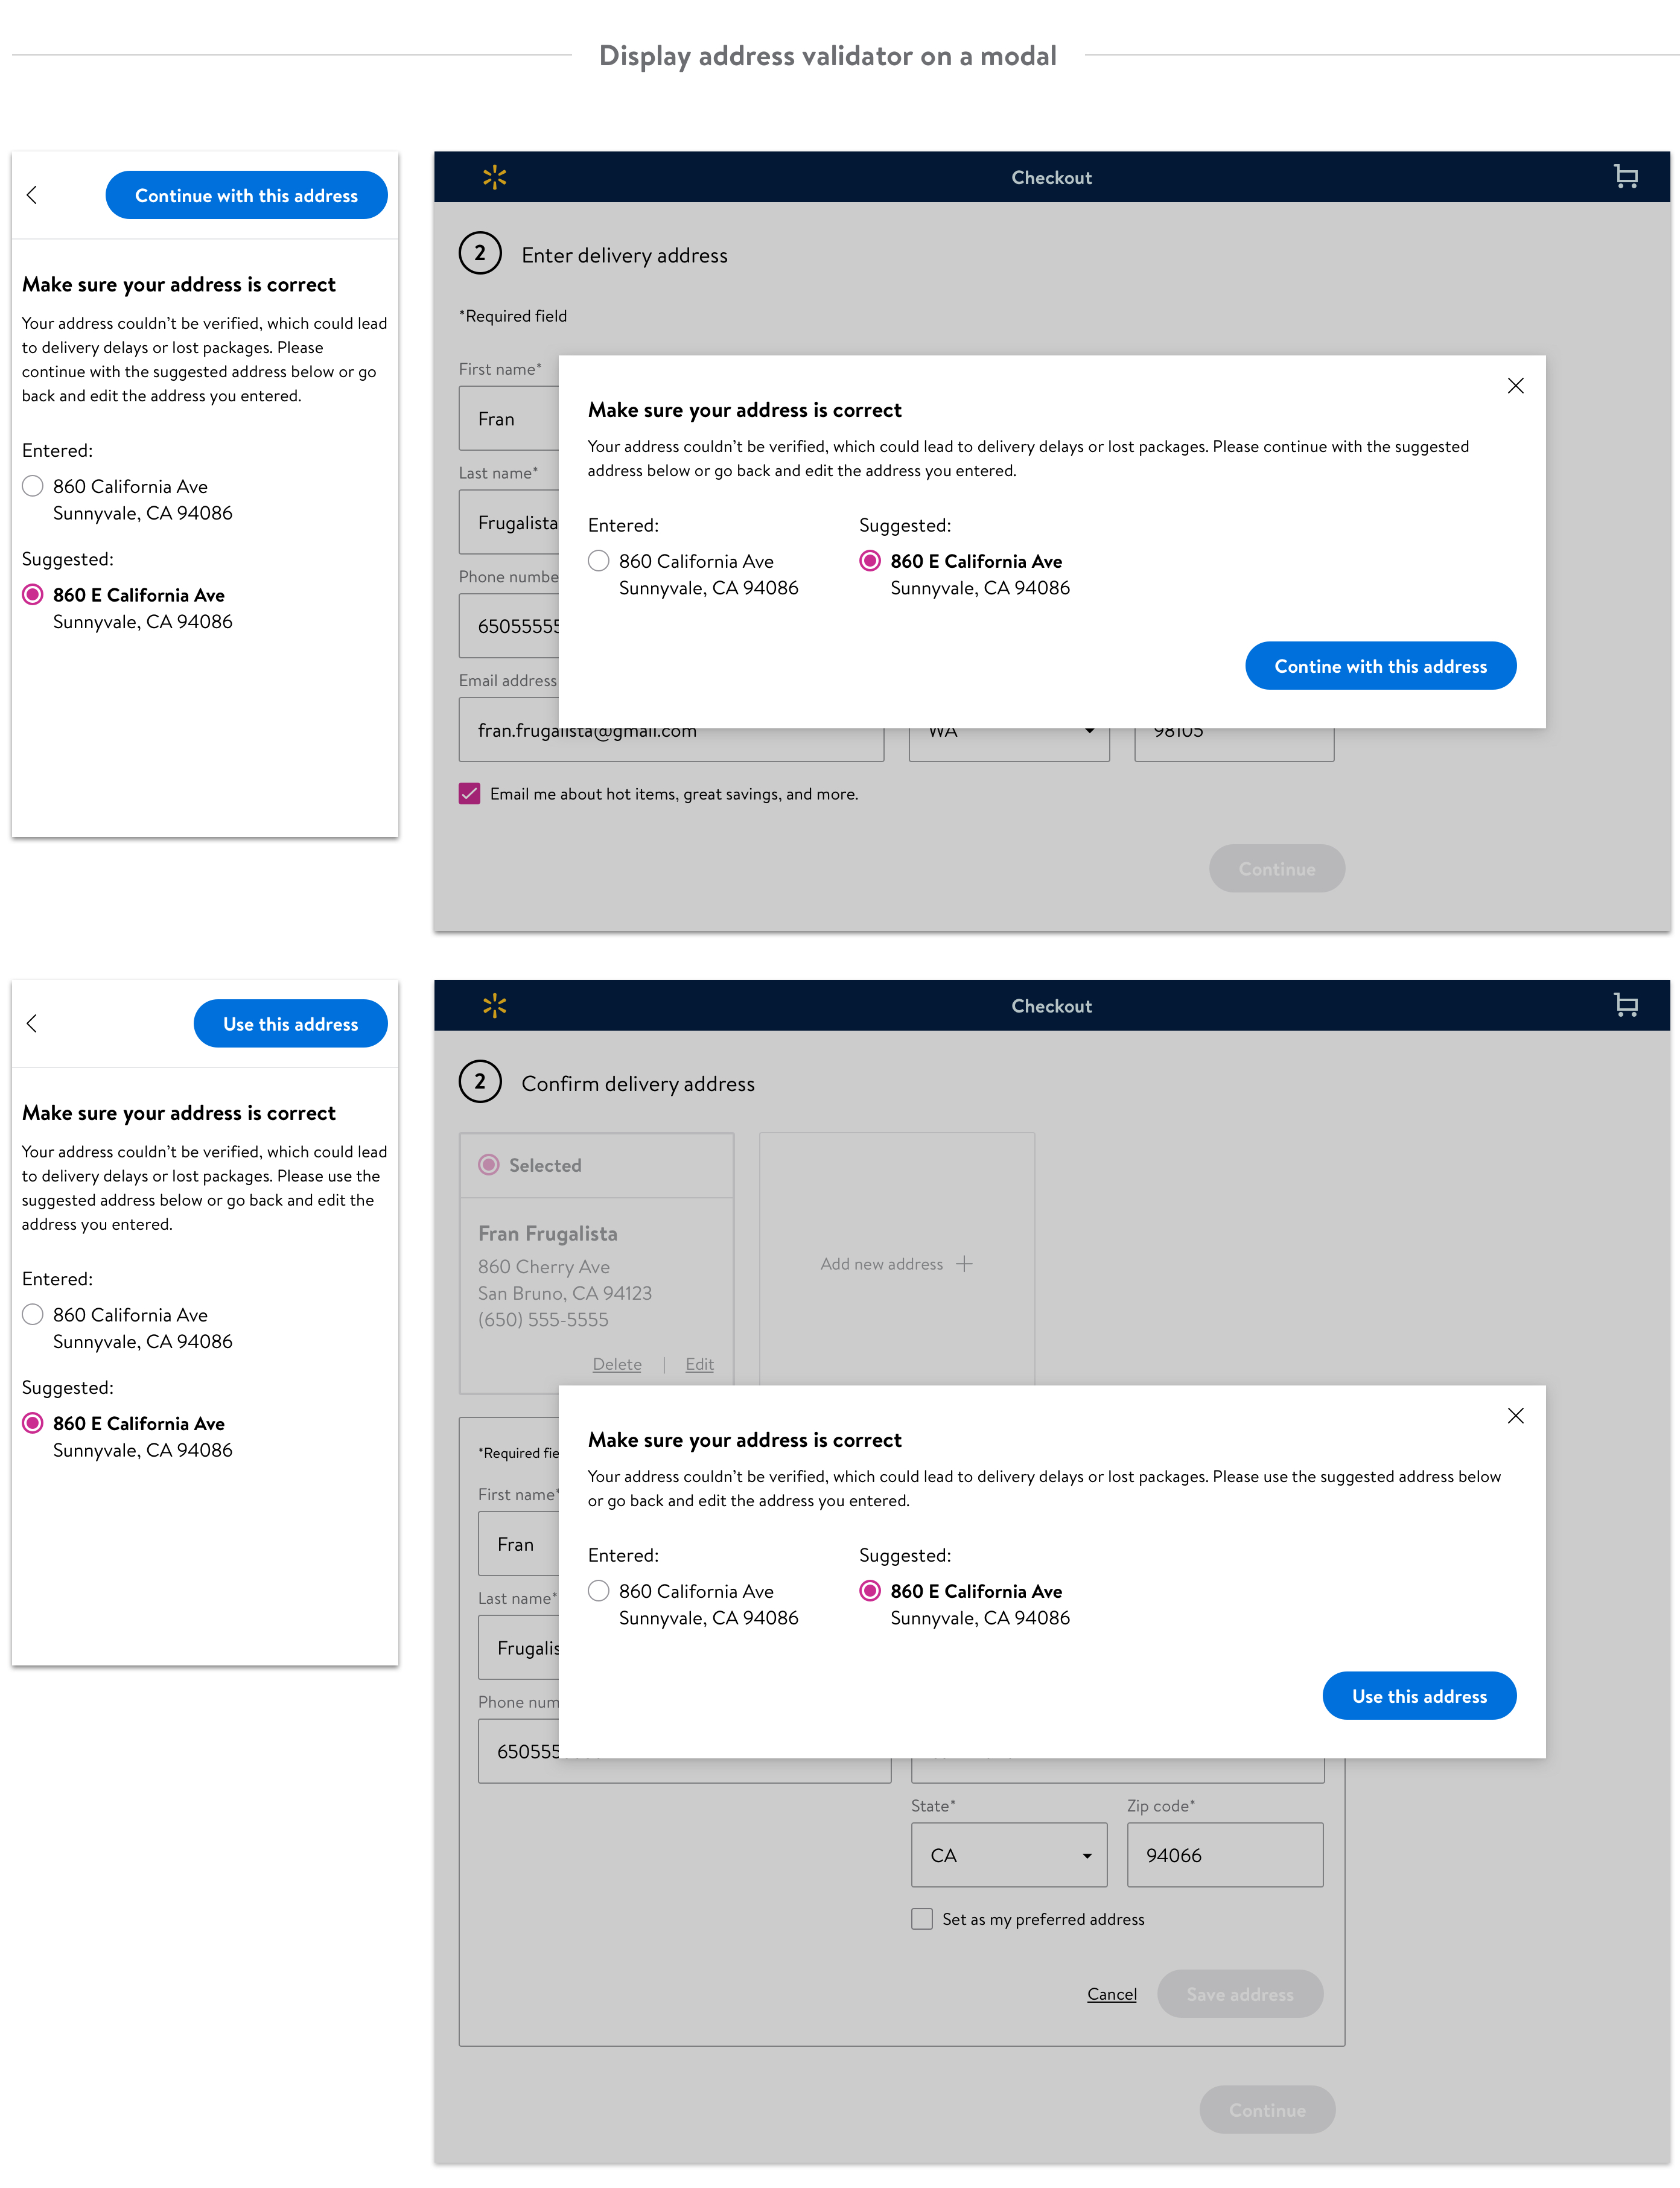 Display address validator on a modal
Continue with this address
Make sure your address is correct
Your address couldn't be verified, which could lead
to delivery delays or lost packages. Please
continue with the suggested address below or go
back and edit the address you entered.
Entered:
860 California Ave
Sunnyvale, CA 94086
Suggested:
860 E California Ave
Sunnyvale, CA 94086
Checkout
2 Enter delivery address
*Required field
First name*
Fran
Last name*
Frugalista
Phone numbe
65055555
Email address
fran.frugalista@gmail.com
WA
98105
Email me about hot items, great savings, and more.
Continue
Make sure your address is correct
Your address couldn't be verified, which could lead to delivery delays or lost packages. Please continue with the suggested
address below or go back and edit the address you entered.
Entered:
860 California Ave
Sunnyvale, CA 94086
Suggested:
860 E California Ave
Sunnyvale, CA 94086
Contine with this address
Use this address
Make sure your address is correct
Your address couldn't be verified, which could lead
to delivery delays or lost packages. Please use the
suggested address below or go back and edit the
address you entered.
Entered:
860 California Ave
Sunnyvale, CA 94086
Suggested:
860 E California Ave
Sunnyvale, CA 94086
Checkout
2 Confirm delivery address
Selected
Fran Frugalista
860 Cherry Ave
San Bruno, CA 94123
(650) 555-5555
Delete | Edit
Add new address
*Required fie
First name*
Fran
Last name*
Frugalis
Phone num
650555
Make sure your address is correct
Your address couldn't be verified, which could lead to delivery delays or lost packages. Please use the suggested address below
or go back and edit the address you entered.
Entered:
860 California Ave
Sunnyvale, CA 94086
Suggested:
860 E California Ave
Sunnyvale, CA 94086
Use this address
State*
CA
Zip code*
94066
Set as my preferred address
Cancel
Save address
Continue